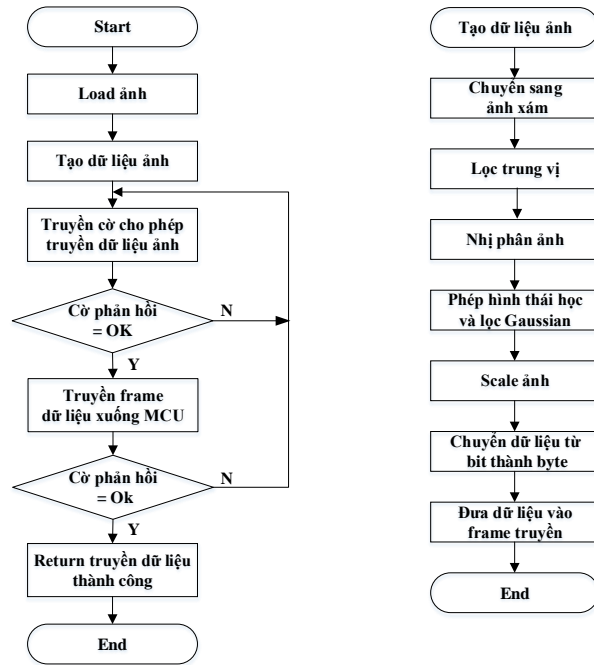 Start
Load ảnh
Tạo dữ liệu ảnh
Truyền cờ cho phép
truyền dữ liệu ảnh
Cờ phản hồi
= OK
N
Y
Truyền frame
dữ liệu xuống MCU
Cờ phản hồi
= Ok
N
Y
Return truyền dữ liệu
thành công
End
Tạo dữ liệu ảnh
Chuyển sang
ảnh xám
Lọc trung vị
Nhị phân ảnh
Phép hình thái học
và lọc Gaussian
Scale ảnh
Chuyển dữ liệu từ
bit thành byte
Đưa dữ liệu vào
frame truyền
End